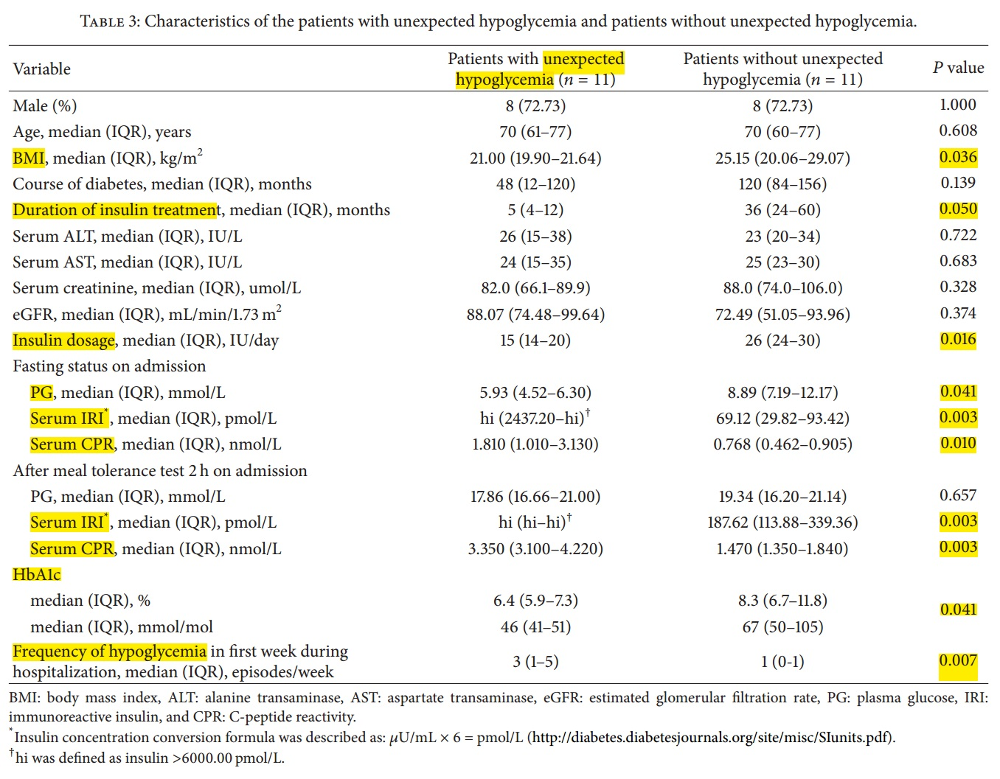 TABLE 3: Characteristics of the patients with unexpected hypoglycemia and patients without unexpected hypoglycemia.
Variable Patients with unexpected hypoglycemia (n = 11) Patients without unexpected hypoglycemia (n = 11) P value
Male (%) 8 (72.73) 8 (72.73) 1.000
Age, median (IQR), years 70 (61–77) 70 (60–77) 0.608
BMI, median (IQR), kg/m² 21.00 (19.90–21.64) 25.15 (20.06–29.07) 0.036
Course of diabetes, median (IQR), months 48 (12–120) 120 (84–156) 0.139
Duration of insulin treatment, median (IQR), months 5 (4–12) 36 (24–60) 0.050
Serum ALT, median (IQR), IU/L 26 (15–38) 23 (20–34) 0.722
Serum AST, median (IQR), IU/L 24 (15–35) 25 (23–30) 0.683
Serum creatinine, median (IQR), umol/L 82.0 (66.1–89.9) 88.0 (74.0–106.0) 0.328
eGFR, median (IQR), mL/min/1.73 m² 88.07 (74.48–99.64) 72.49 (51.05–93.96) 0.374
Insulin dosage, median (IQR), IU/day 15 (14–20) 26 (24–30) 0.016
Fasting status on admission
PG, median (IQR), mmol/L 5.93 (4.52–6.30) 8.89 (7.19–12.17) 0.041
Serum IRI*, median (IQR), pmol/L hi (2437.20–hi)† 69.12 (29.82–93.42) 0.003
Serum CPR, median (IQR), nmol/L 1.810 (1.010–3.130) 0.768 (0.462–0.905) 0.010
After meal tolerance test 2 h on admission
PG, median (IQR), mmol/L 17.86 (16.66–21.00) 19.34 (16.20–21.14) 0.657
Serum IRI*, median (IQR), pmol/L hi (hi–hi)† 187.62 (113.88–339.36) 0.003
Serum CPR, median (IQR), nmol/L 3.350 (3.100–4.220) 1.470 (1.350–1.840) 0.003
HbA1c
median (IQR), % 6.4 (5.9–7.3) 8.3 (6.7–11.8)
0.041
median (IQR), mmol/mol 46 (41–51) 67 (50–105)
Frequency of hypoglycemia in first week during
hospitalization, median (IQR), episodes/week 3 (1–5) 1 (0-1) 0.007
BMI: body mass index, ALT: alanine transaminase, AST: aspartate transaminase, eGFR: estimated glomerular filtration rate, PG: plasma glucose, IRI:
immunoreactive insulin, and CPR: C-peptide reactivity.
*Insulin concentration conversion formula was described as: μU/mL × 6 = pmol/L (http://diabetes.diabetesjournals.org/site/misc/SIunits.pdf).
†hi was defined as insulin >6000.00 pmol/L.